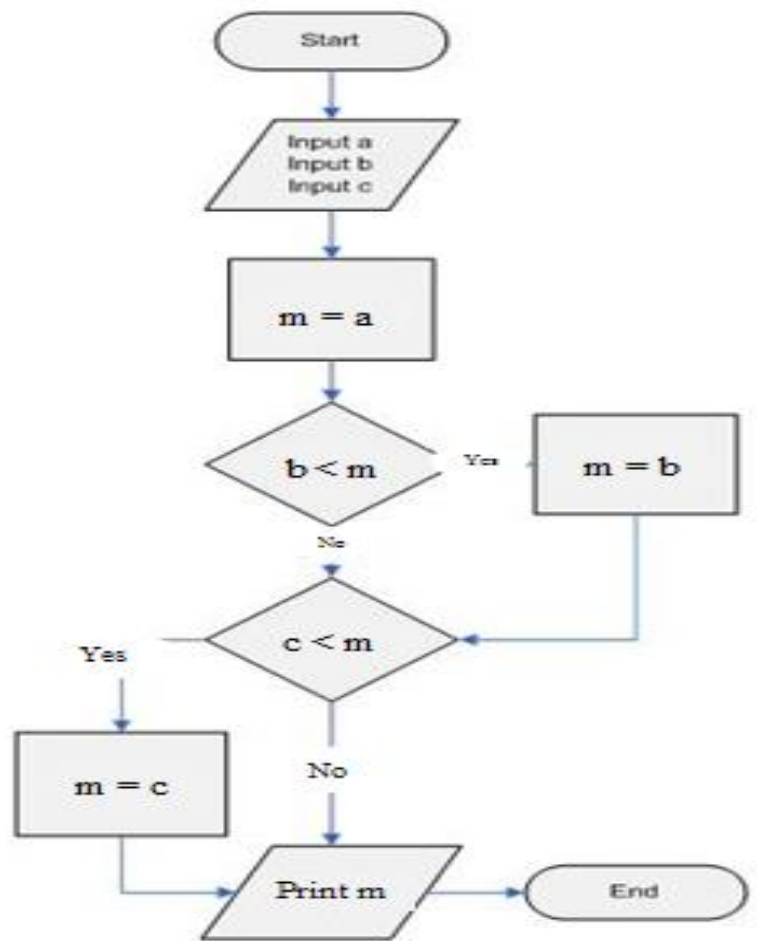 Start
Input a
Input b
Input c
m = a
b < m
Yes
m = b
No
c < m
Yes
m = c
No
Print m
End